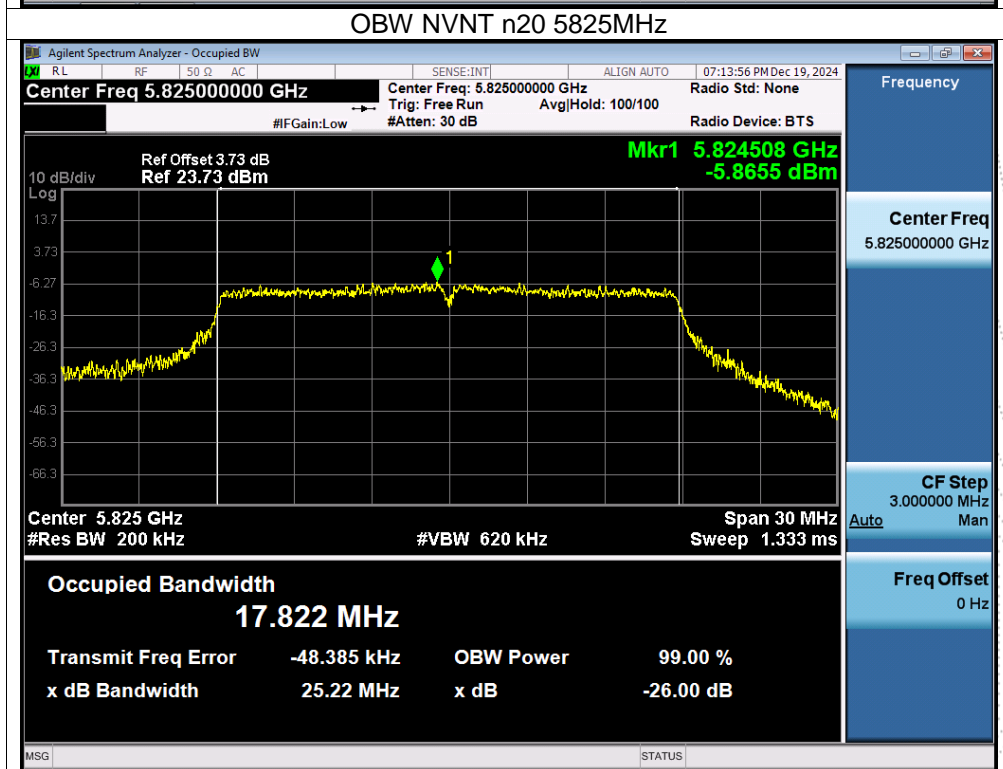 OBW NVNT n20 5825MHz
Agilent Spectrum Analyzer - Occupied BW
LXI RL RF 50 Ω AC SENSE:INT ALIGN AUTO 07:13:56 PM Dec 19, 2024
Center Freq 5.825000000 GHz
Center Freq: 5.825000000 GHz
Radio Std: None
Trig: Free Run Avg|Hold: 100/100
#IFGain:Low
#Atten: 30 dB
Radio Device: BTS
Frequency
Ref Offset 3.73 dB
Mkr1 5.824508 GHz
10 dB/div Ref 23.73 dBm
-5.8655 dBm
Log
13.7
3.73
-6.27
-16.3
-26.3
-36.3
-46.3
-56.3
-66.3
1
Center 5.825 GHz
Span 30 MHz
#Res BW 200 kHz
#VBW 620 kHz
Sweep 1.333 ms
Center Freq
5.825000000 GHz
CF Step
3.000000 MHz
Auto Man
Freq Offset
0 Hz
Occupied Bandwidth
17.822 MHz
Transmit Freq Error -48.385 kHz OBW Power 99.00 %
x dB Bandwidth 25.22 MHz x dB -26.00 dB
MSG
STATUS